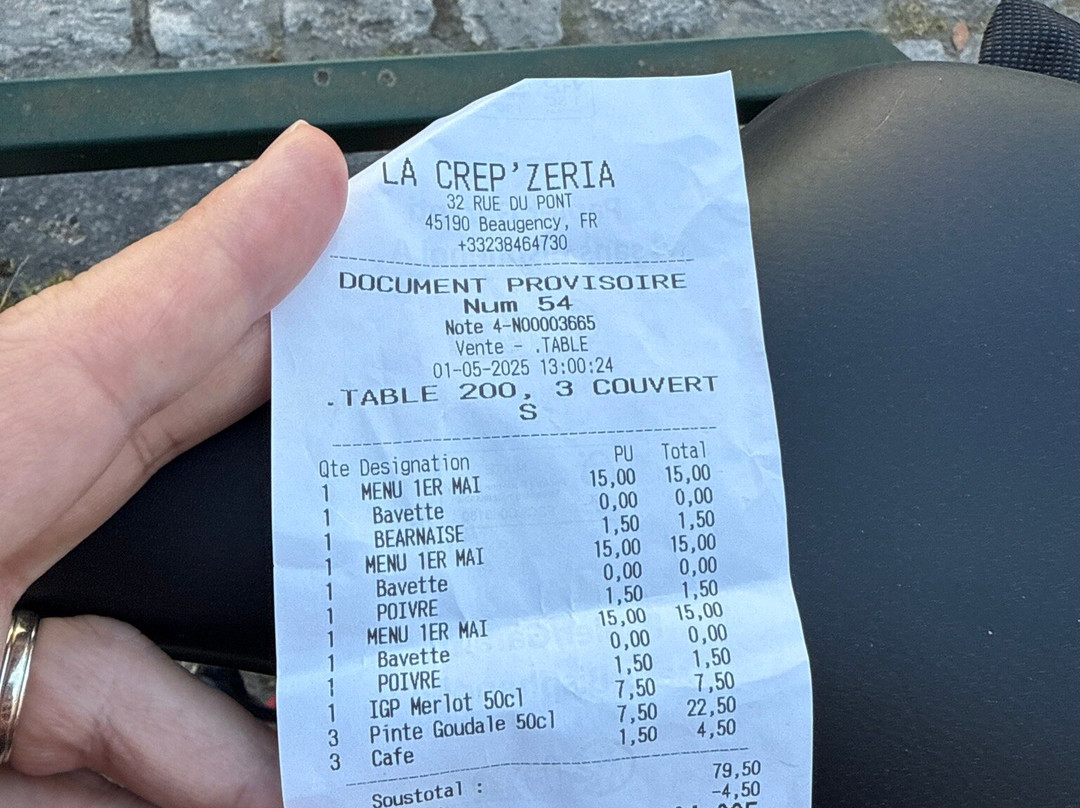 LA CREP'ZERIA
32 RUE DU PONT
45190 Beaugency, FR
+33238464730
DOCUMENT PROVISOIRE
Num 54
Note 4-N00003665
Vente - .TABLE
01-05-2025 13:00:24
.TABLE 200, 3 COUVERT
S
Qte Designation PU Total
1 MENU 1ER MAI 15,00 15,00
1 Bavette 0,00 0,00
1 BEARNAISE 1,50 1,50
1 MENU 1ER MAI 15,00 15,00
1 Bavette 0,00 0,00
1 POIVRE 1,50 1,50
1 MENU 1ER MAI 15,00 15,00
1 Bavette 0,00 0,00
1 POIVRE 1,50 1,50
1 IGP Merlot 50cl 7,50 7,50
3 Pinte Goudale 50cl 7,50 22,50
3 Cafe 1,50 4,50
Soustotal : 79,50
-4,50